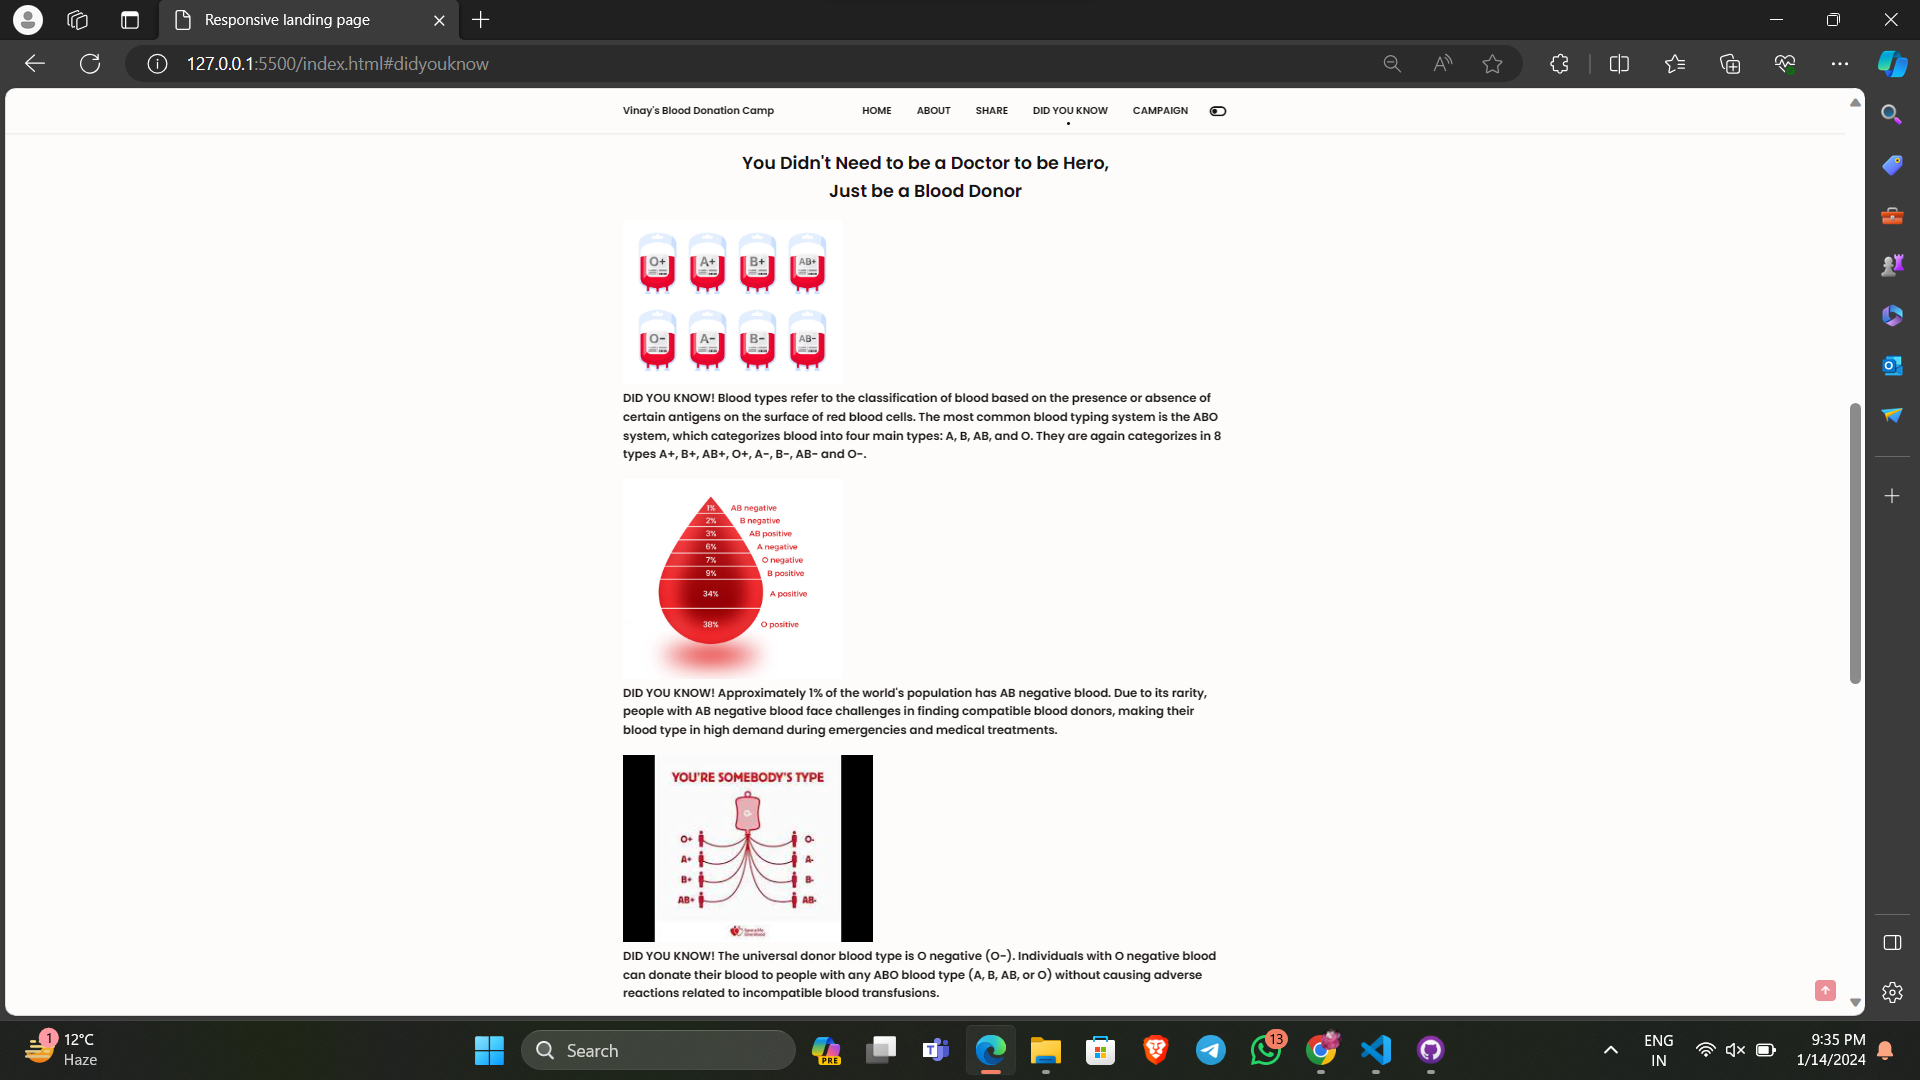 Responsive landing page
127.0.0.1:5500/index.html#didyouknow
Vinay's Blood Donation Camp
HOME
ABOUT
SHARE
DID YOU KNOW
CAMPAIGN
You Didn't Need to be a Doctor to be Hero,
Just be a Blood Donor
O+ A+ B+ AB+
O- A- B- AB-
DID YOU KNOW! Blood types refer to the classification of blood based on the presence or absence of
certain antigens on the surface of red blood cells. The most common blood typing system is the ABO
system, which categorizes blood into four main types: A, B, AB, and O. They are again categorizes in 8
types A+, B+, AB+, O+, A-, B-, AB- and O-.
1% AB negative
2% B negative
3% AB positive
6% A negative
7% O negative
9% B positive
34% A positive
38% O positive
DID YOU KNOW! Approximately 1% of the world's population has AB negative blood. Due to its rarity,
people with AB negative blood face challenges in finding compatible blood donors, making their
blood type in high demand during emergencies and medical treatments.
YOU'RE SOMEBODY'S TYPE
O-
O+ O-
A+ A-
B+ B-
AB+ AB-
DID YOU KNOW! The universal donor blood type is O negative (O-). Individuals with O negative blood
can donate their blood to people with any ABO blood type (A, B, AB, or O) without causing adverse
reactions related to incompatible blood transfusions.
1
12°C
Haze
Search
PRE
13
ENG
IN
9:35 PM
1/14/2024